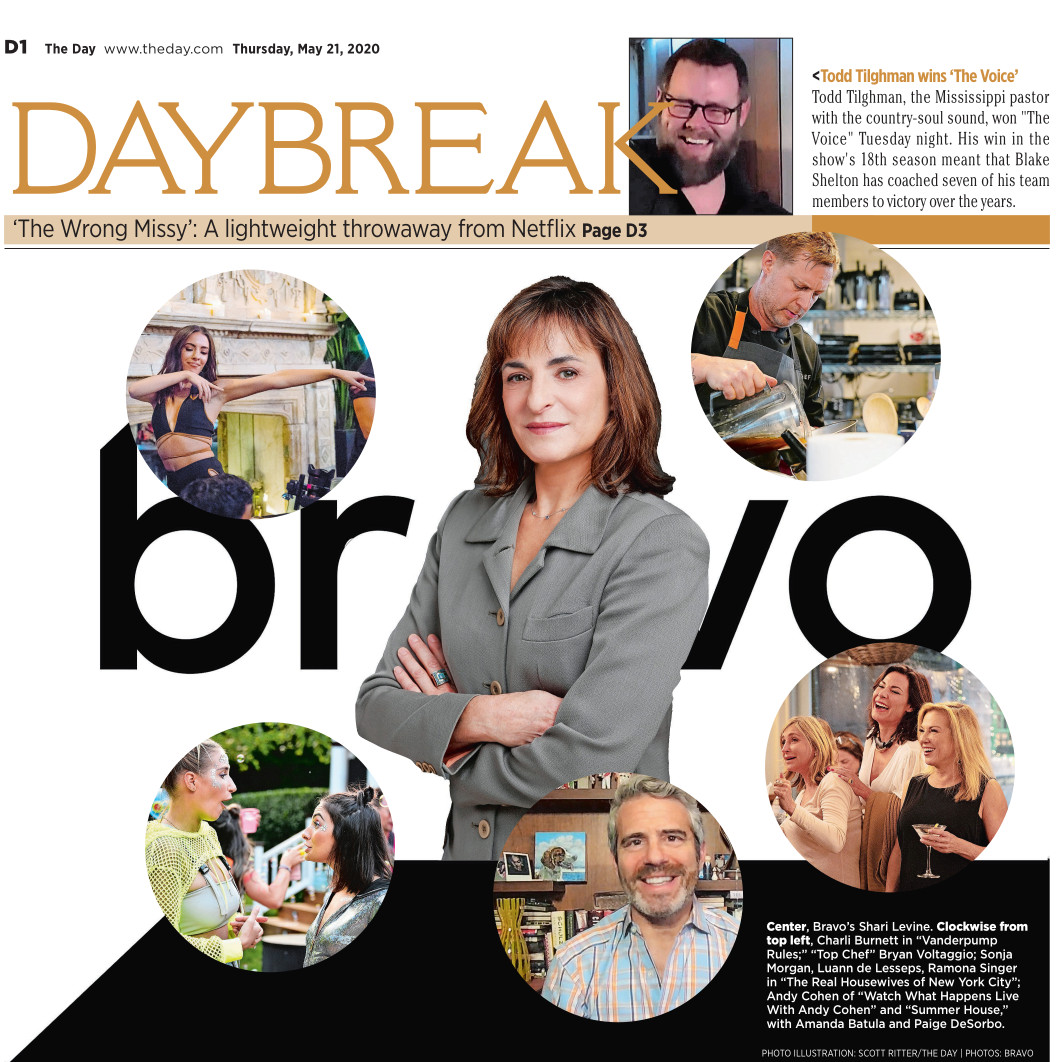 D1 The Day www.theday.com Thursday, May 21, 2020
DAYBREAK
<Todd Tilghman wins ‘The Voice’
Todd Tilghman, the Mississippi pastor
with the country-soul sound, won "The
Voice" Tuesday night. His win in the
show's 18th season meant that Blake
Shelton has coached seven of his team
members to victory over the years.
‘The Wrong Missy’: A lightweight throwaway from Netflix Page D3
br vo
Center, Bravo’s Shari Levine. Clockwise from
top left, Charli Burnett in “Vanderpump
Rules;” “Top Chef” Bryan Voltaggio; Sonja
Morgan, Luann de Lesseps, Ramona Singer
in “The Real Housewives of New York City”;
Andy Cohen of “Watch What Happens Live
With Andy Cohen” and “Summer House,”
with Amanda Batula and Paige DeSorbo.
PHOTO ILLUSTRATION: SCOTT RITTER/THE DAY | PHOTOS: BRAVO